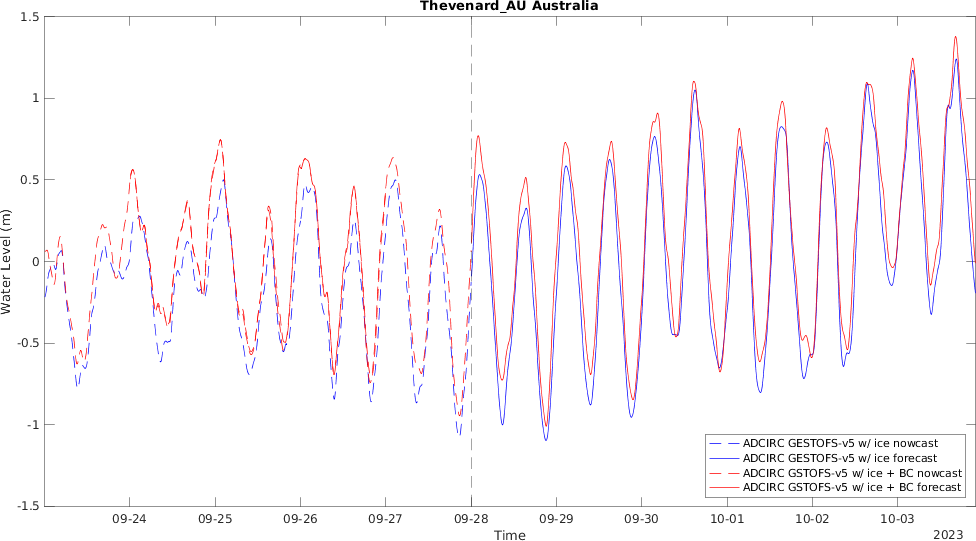 Thevenard_AU Australia
1.5
1
0.5
0
-0.5
-1
-1.5
Water Level (m)
09-24 09-25 09-26 09-27 09-28 09-29 09-30 10-01 10-02 10-03
Time
2023
ADCIRC GESTOFS-v5 w/ ice nowcast
ADCIRC GESTOFS-v5 w/ ice forecast
ADCIRC GSTOFS-v5 w/ ice + BC nowcast
ADCIRC GSTOFS-v5 w/ ice + BC forecast